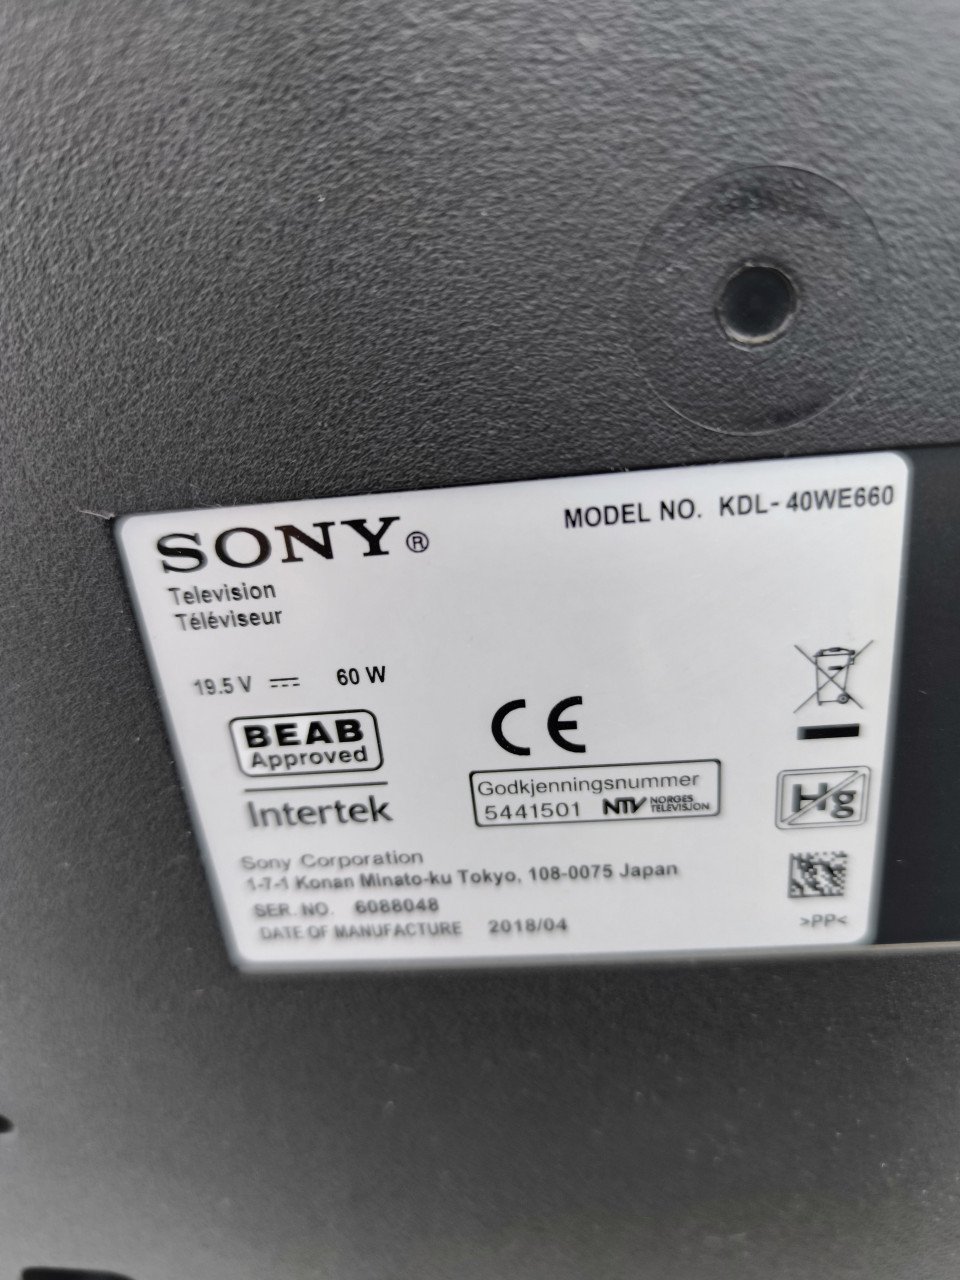 SONY®
MODEL NO. KDL-40WE660
Television
Téléviseur
19.5 V ⎓ 60 W
BEAB
Approved
Intertek
CE
Godkjenningsnummer
5441501 NTV NORGES
TELEVISJON
Hg
Sony Corporation
1-7-1 Konan Minato-ku Tokyo, 108-0075 Japan
SER. NO. 6088048
DATE OF MANUFACTURE 2018/04
>PP<